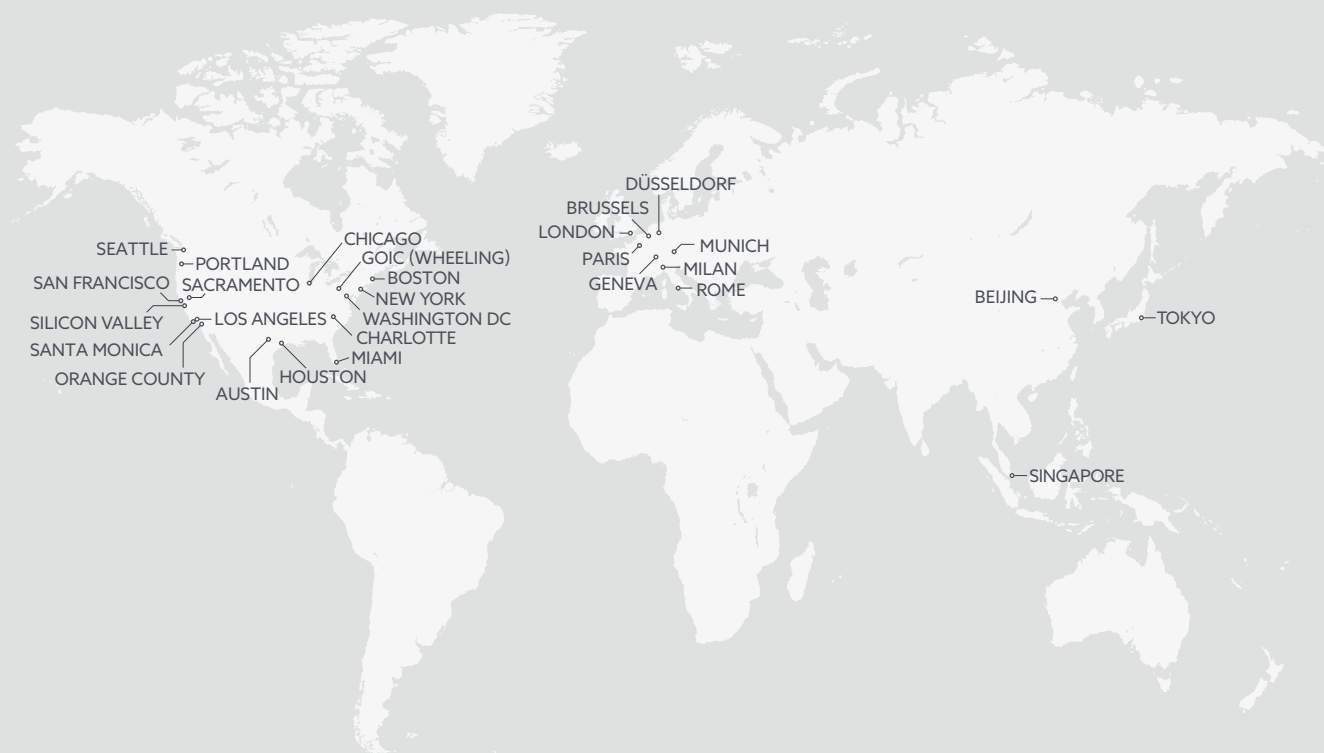 DÜSSELDORF
BRUSSELS
LONDON
PARIS
GENEVA
MUNICH
MILAN
ROME
SEATTLE
PORTLAND
SAN FRANCISCO
SACRAMENTO
SILICON VALLEY
LOS ANGELES
SANTA MONICA
ORANGE COUNTY
AUSTIN
HOUSTON
CHICAGO
GOIC (WHEELING)
BOSTON
NEW YORK
WASHINGTON DC
CHARLOTTE
MIAMI
BEIJING
TOKYO
SINGAPORE